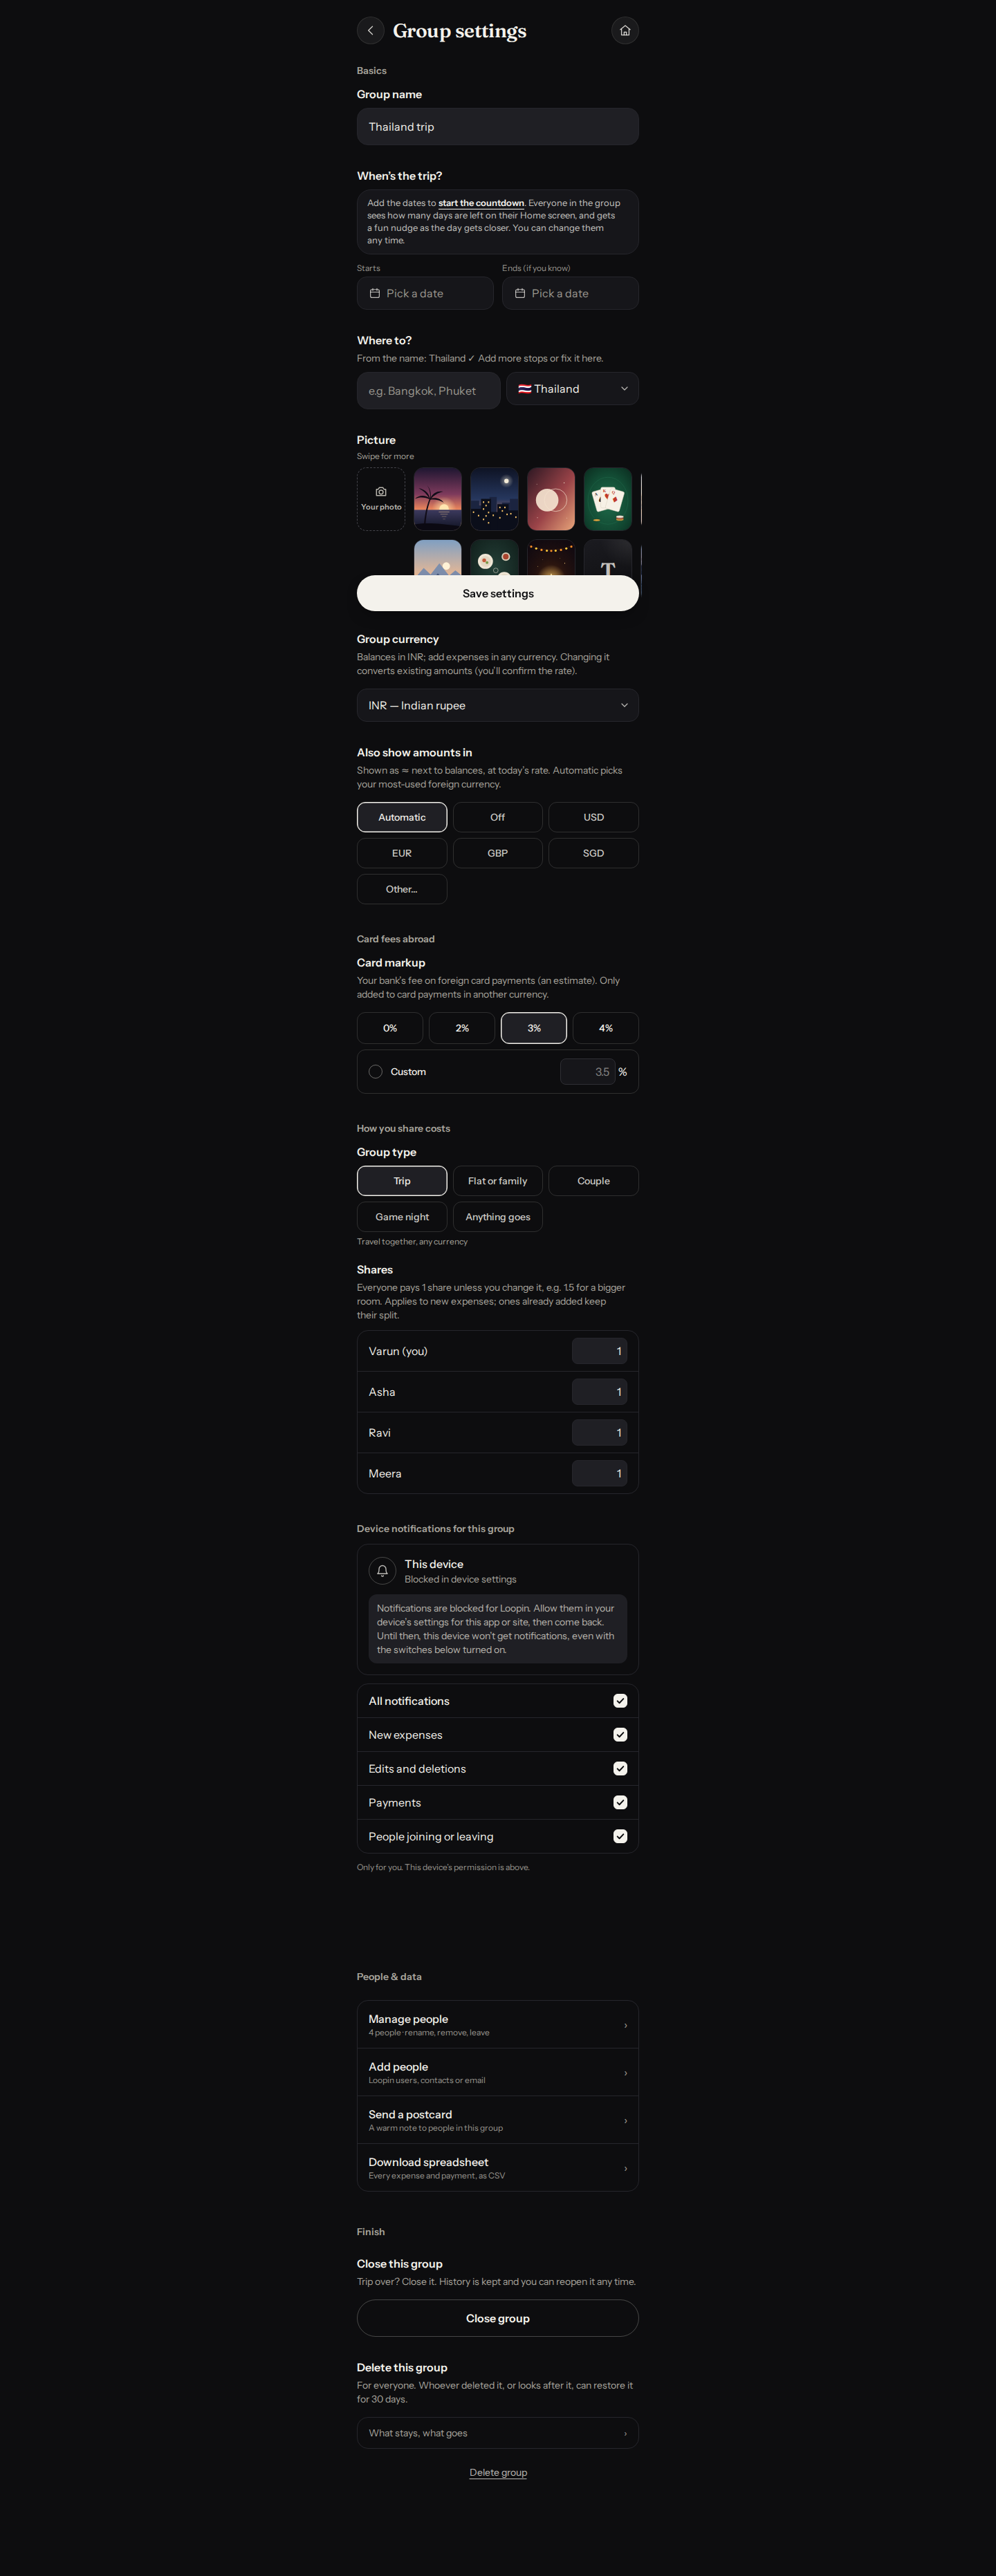 Group settings
Basics
Group name
Thailand trip
When's the trip?
Add the dates to start the countdown. Everyone in the group
sees how many days are left on their Home screen, and gets
a fun nudge as the day gets closer. You can change them
any time.
Starts
Ends (if you know)
Pick a date
Pick a date
Where to?
From the name: Thailand ✓ Add more stops or fix it here.
e.g. Bangkok, Phuket
🇹🇭 Thailand
Picture
Swipe for more
Your photo
T
Save settings
Group currency
Balances in INR; add expenses in any currency. Changing it
converts existing amounts (you'll confirm the rate).
INR — Indian rupee
Also show amounts in
Shown as ≈ next to balances, at today's rate. Automatic picks
your most-used foreign currency.
Automatic
Off
USD
EUR
GBP
SGD
Other...
Card fees abroad
Card markup
Your bank's fee on foreign card payments (an estimate). Only
added to card payments in another currency.
0%
2%
3%
4%
Custom
3.5 %
How you share costs
Group type
Trip
Flat or family
Couple
Game night
Anything goes
Travel together, any currency
Shares
Everyone pays 1 share unless you change it, e.g. 1.5 for a bigger
room. Applies to new expenses; ones already added keep
their split.
Varun (you)
1
Asha
1
Ravi
1
Meera
1
Device notifications for this group
This device
Blocked in device settings
Notifications are blocked for Loopin. Allow them in your
device's settings for this app or site, then come back.
Until then, this device won't get notifications, even with
the switches below turned on.
All notifications
New expenses
Edits and deletions
Payments
People joining or leaving
Only for you. This device's permission is above.
People & data
Manage people
4 people · rename, remove, leave
Add people
Loopin users, contacts or email
Send a postcard
A warm note to people in this group
Download spreadsheet
Every expense and payment, as CSV
Finish
Close this group
Trip over? Close it. History is kept and you can reopen it any time.
Close group
Delete this group
For everyone. Whoever deleted it, or looks after it, can restore it
for 30 days.
What stays, what goes
Delete group